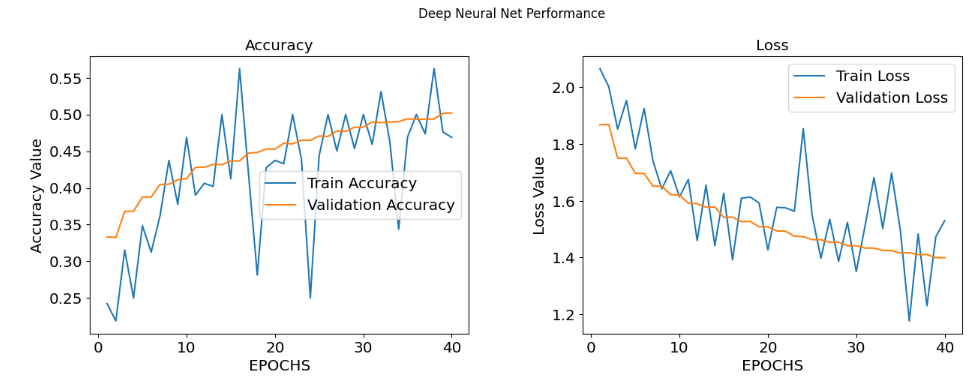 Deep Neural Net Performance
Accuracy
Accuracy Value
0.55
0.50
0.45
0.40
0.35
0.30
0.25
Train Accuracy
Validation Accuracy
0
10
20
30
40
EPOCHS
Loss
Loss Value
2.0
1.8
1.6
1.4
1.2
Train Loss
Validation Loss
0
10
20
30
40
EPOCHS